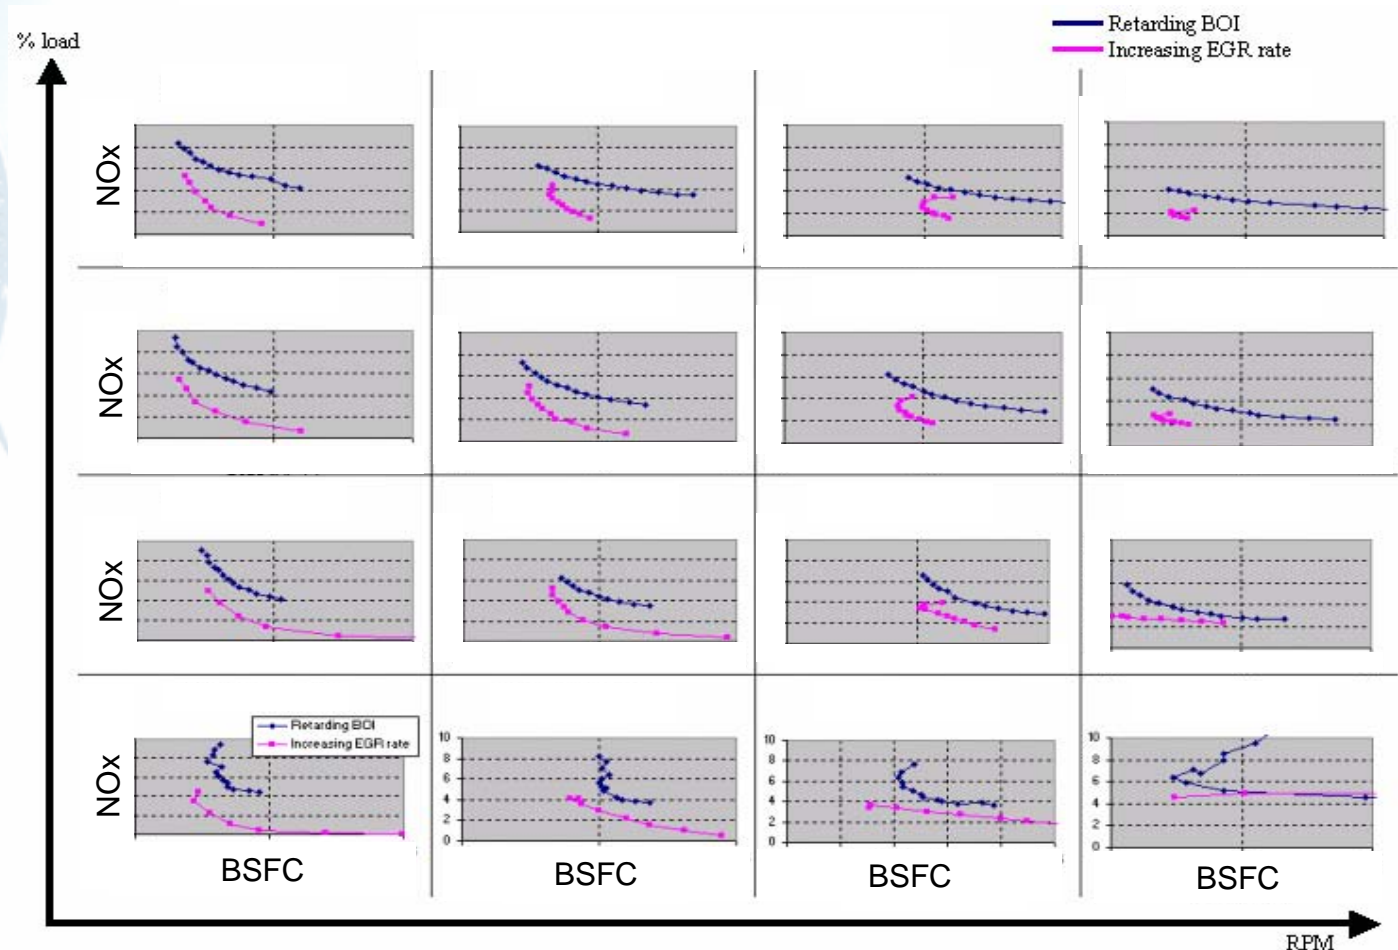 Retarding BOI
% load
Increasing EGR rate
NOx
NOx
NOx
Retarding BOI
Increasing EGR rate
NOx
10
8
6
4
2
0
10
8
6
4
2
0
10
8
6
4
2
0
BSFC
BSFC
BSFC
BSFC
RPM